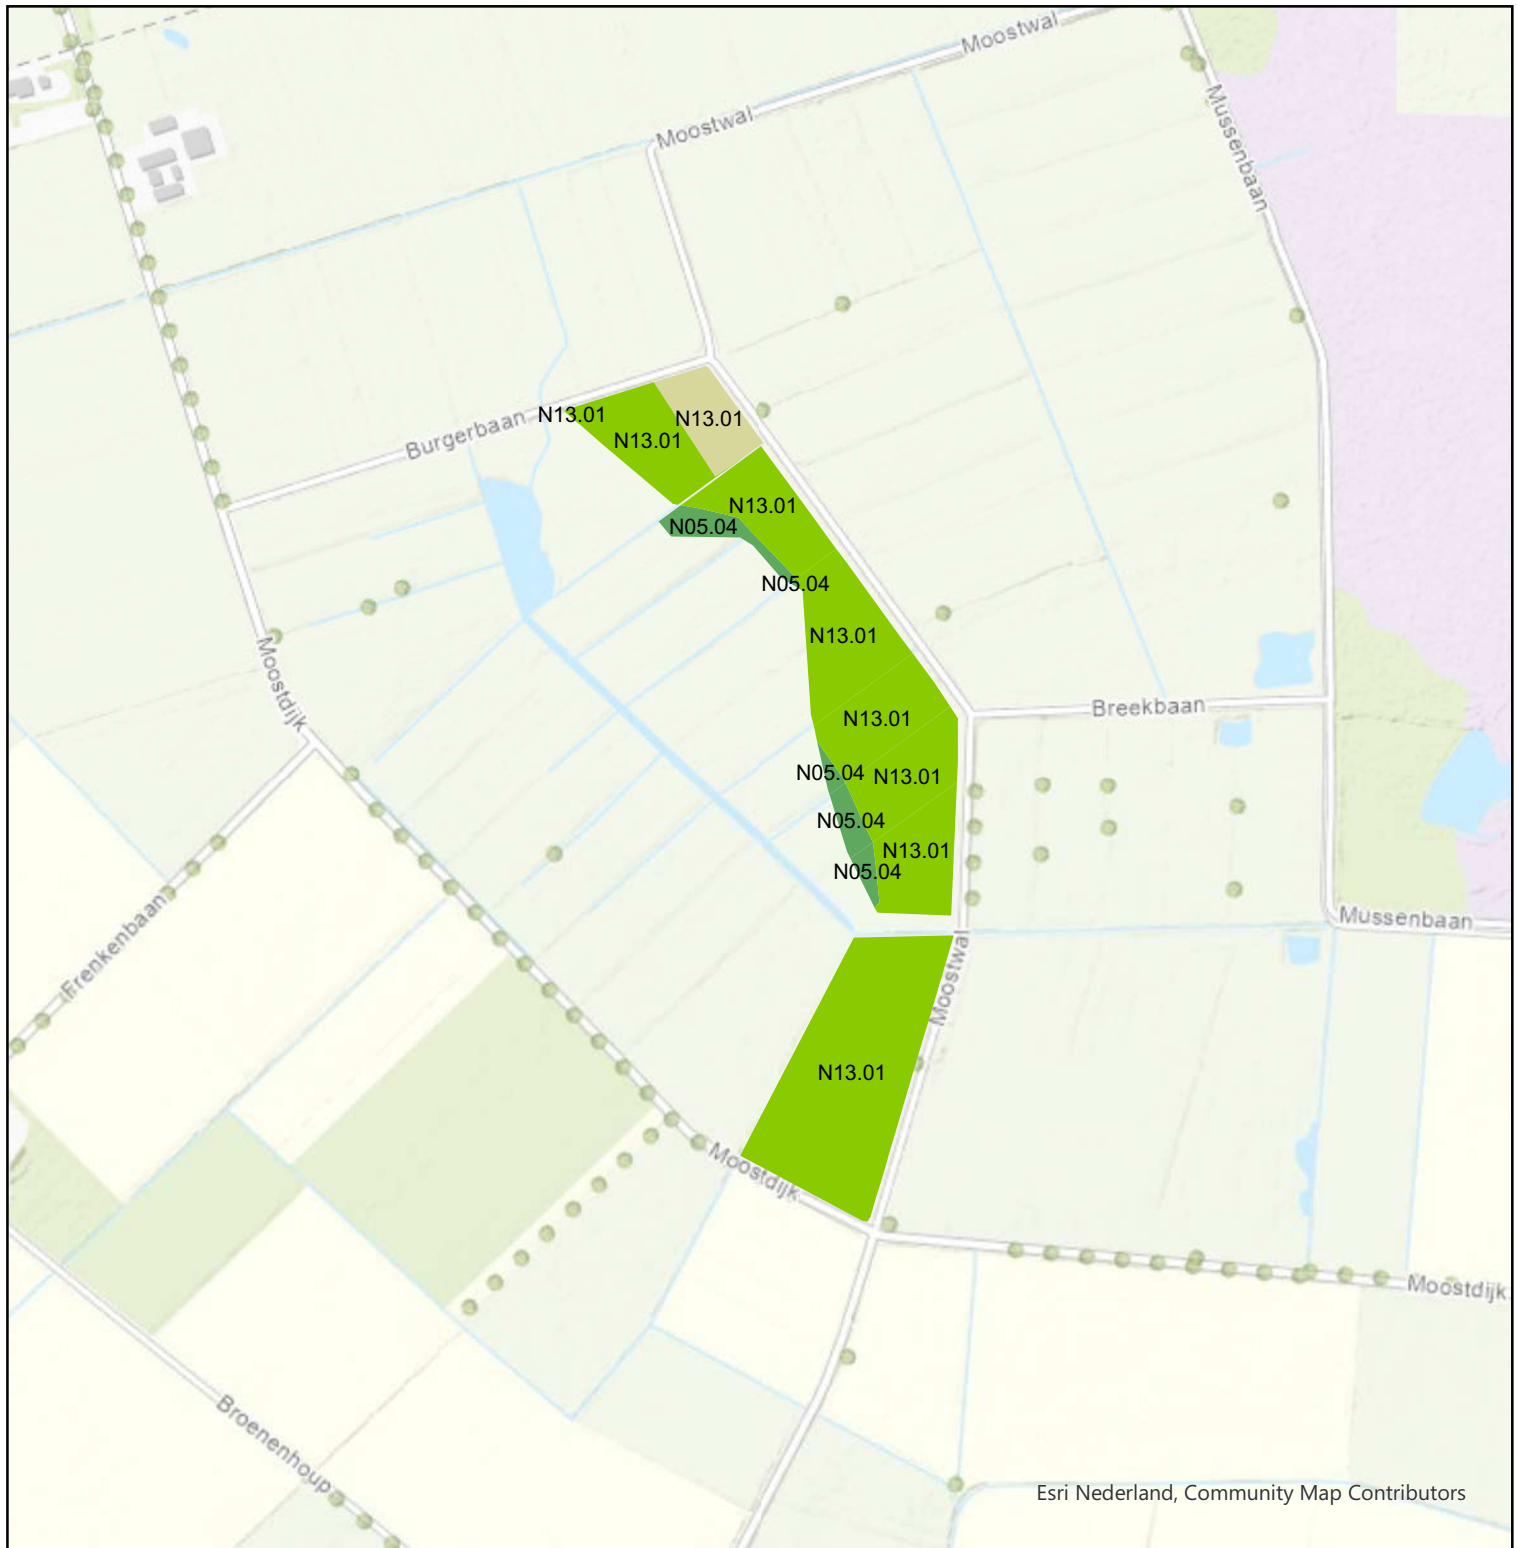 Moostwal
Moostwal
Mussenbaan
N13.01
N13.01
N13.01
Burgerbaan
N13.01
N05.04
N05.04
N13.01
Moostdijk
Breekbaan
N13.01
N05.04
N13.01
N05.04
N13.01
N05.04
Mussenbaan
Frenkenbaan
Moostwal
N13.01
Moostdijk
Moostdijk
Broenenhoup
Esri Nederland, Community Map Contributors